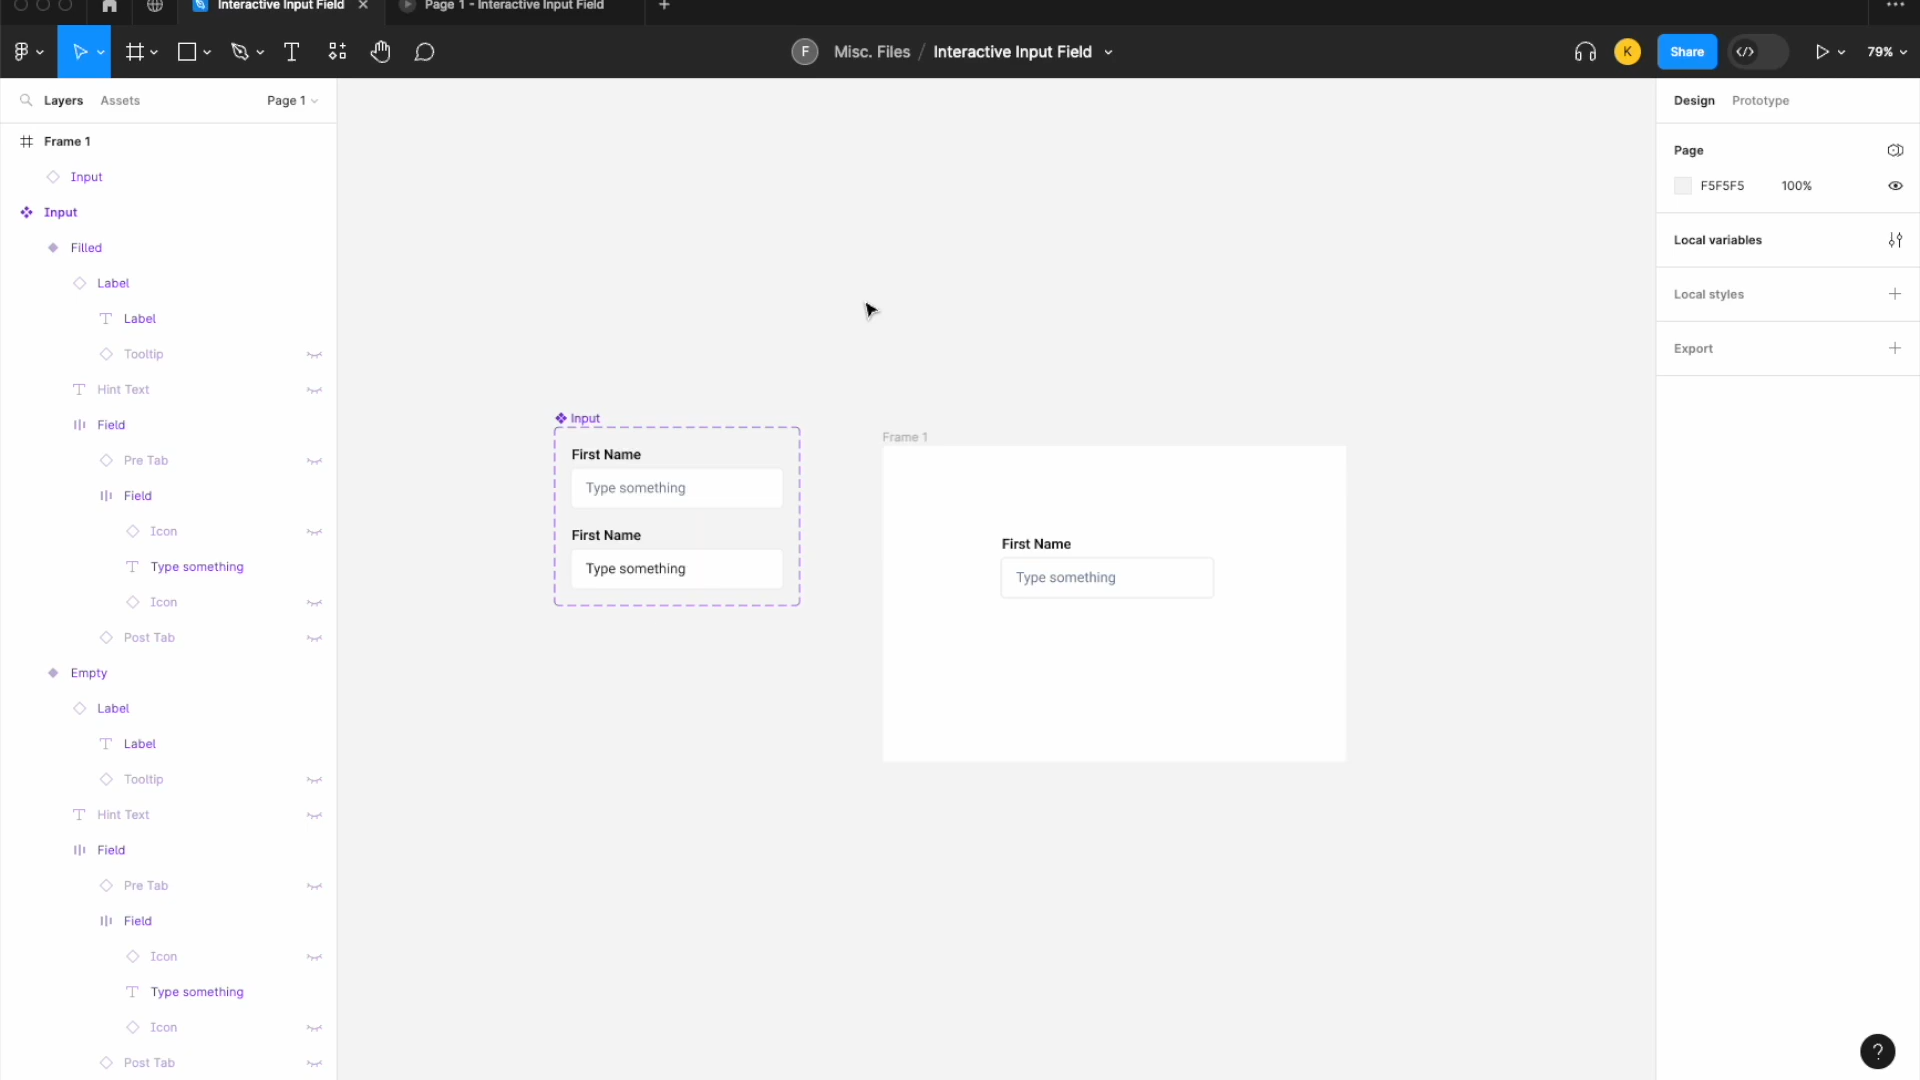 Interactive Input Field
Page 1 - Interactive Input Field
F
Misc. Files / Interactive Input Field
K
Share
79%
Layers
Assets
Page 1
Frame 1
Input
Input
Filled
Label
Label
Tooltip
Hint Text
Field
Pre Tab
Field
Icon
Type something
Icon
Post Tab
Empty
Label
Label
Tooltip
Hint Text
Field
Pre Tab
Field
Icon
Type something
Icon
Post Tab
Input
First Name
Type something
First Name
Type something
Frame 1
First Name
Type something
Design
Prototype
Page
F5F5F5 100%
Local variables
Local styles
Export
?